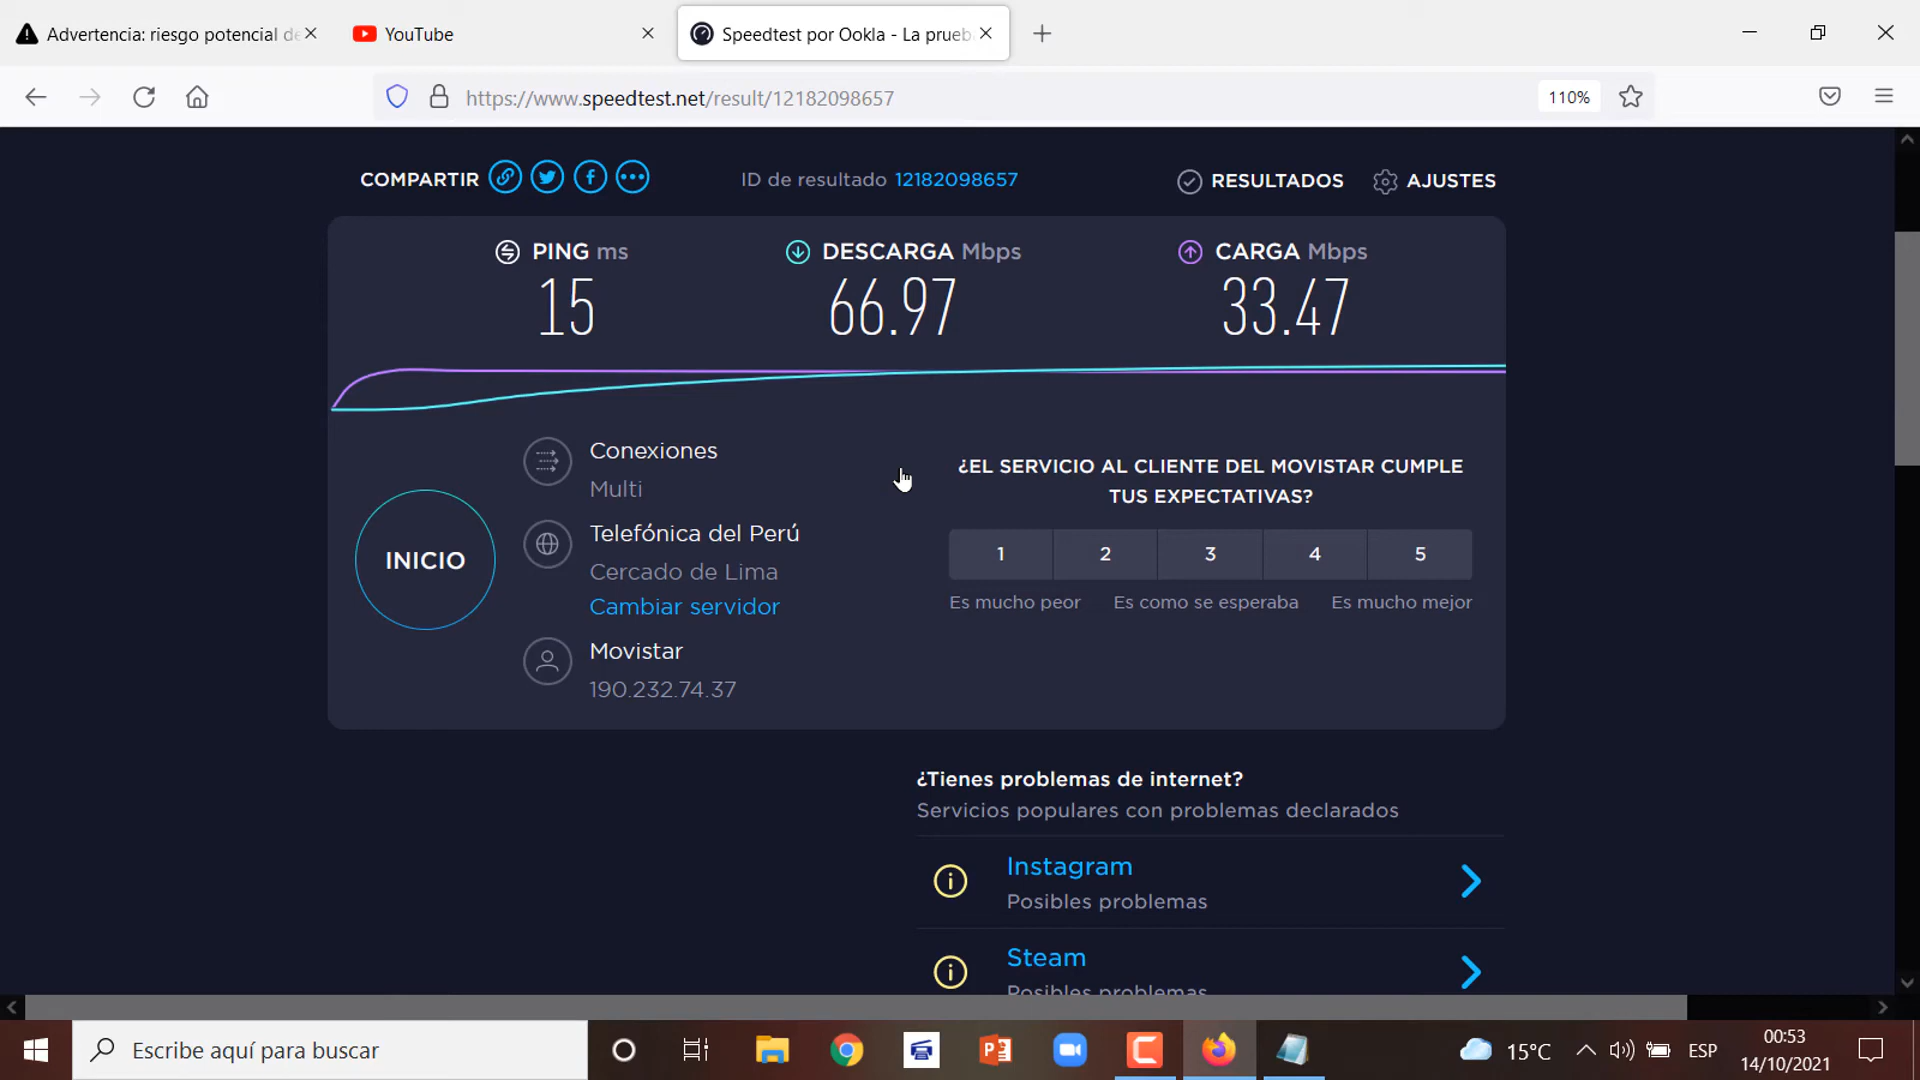 Advertencia: riesgo potencial de
YouTube
Speedtest por Ookla - La prueb
https://www.speedtest.net/result/12182098657
110%
COMPARTIR
ID de resultado 12182098657
RESULTADOS
AJUSTES
PING ms
DESCARGA Mbps
CARGA Mbps
15
66.97
33.47
Conexiones
Multi
INICIO
Telefónica del Perú
Cercado de Lima
Cambiar servidor
Movistar
190.232.74.37
¿EL SERVICIO AL CLIENTE DEL MOVISTAR CUMPLE
TUS EXPECTATIVAS?
1 2 3 4 5
Es mucho peor Es como se esperaba Es mucho mejor
¿Tienes problemas de internet?
Servicios populares con problemas declarados
Instagram
Posibles problemas
Steam
Posibles problemas
Escribe aquí para buscar
15°C
ESP
00:53
14/10/2021